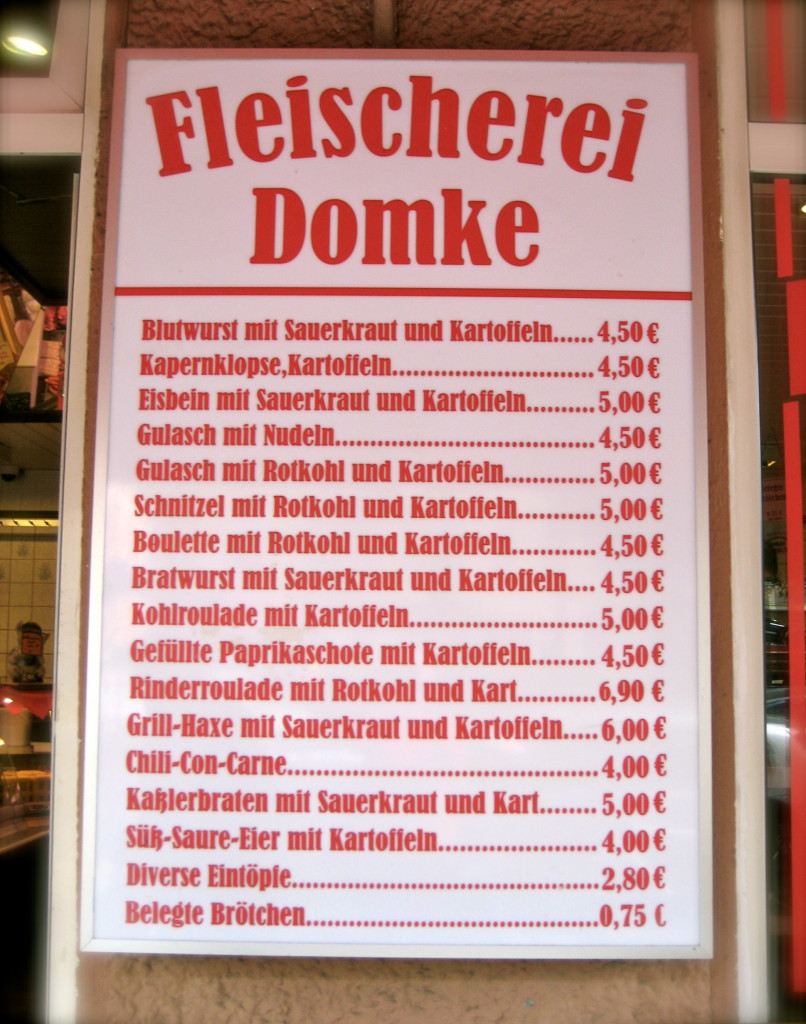 Fleischerei
Domke
Blutwurst mit Sauerkraut und Kartoffeln...... 4,50 €
Kapernklopse,Kartoffeln............................. 4,50 €
Eisbein mit Sauerkraut und Kartoffeln.......... 5,00 €
Gulasch mit Nudeln..................................... 4,50 €
Gulasch mit Rotkohl und Kartoffeln............. 5,00 €
Schnitzel mit Rotkohl und Kartoffeln........... 5,00 €
Boulette mit Rotkohl und Kartoffeln............ 4,50 €
Bratwurst mit Sauerkraut und Kartoffeln.... 4,50 €
Kohlroulade mit Kartoffeln........................... 5,00 €
Gefüllte Paprikaschote mit Kartoffeln......... 4,50 €
Rinderroulade mit Rotkohl und Kart........... 6,90 €
Grill-Haxe mit Sauerkraut und Kartoffeln..... 6,00 €
Chili-Con-Carne............................................ 4,00 €
Kaßlerbraten mit Sauerkraut und Kart........ 5,00 €
Süß-Saure-Eier mit Kartoffeln...................... 4,00 €
Diverse Eintöpfe...........................................2,80 €
Belegte Brötchen.........................................0,75 €